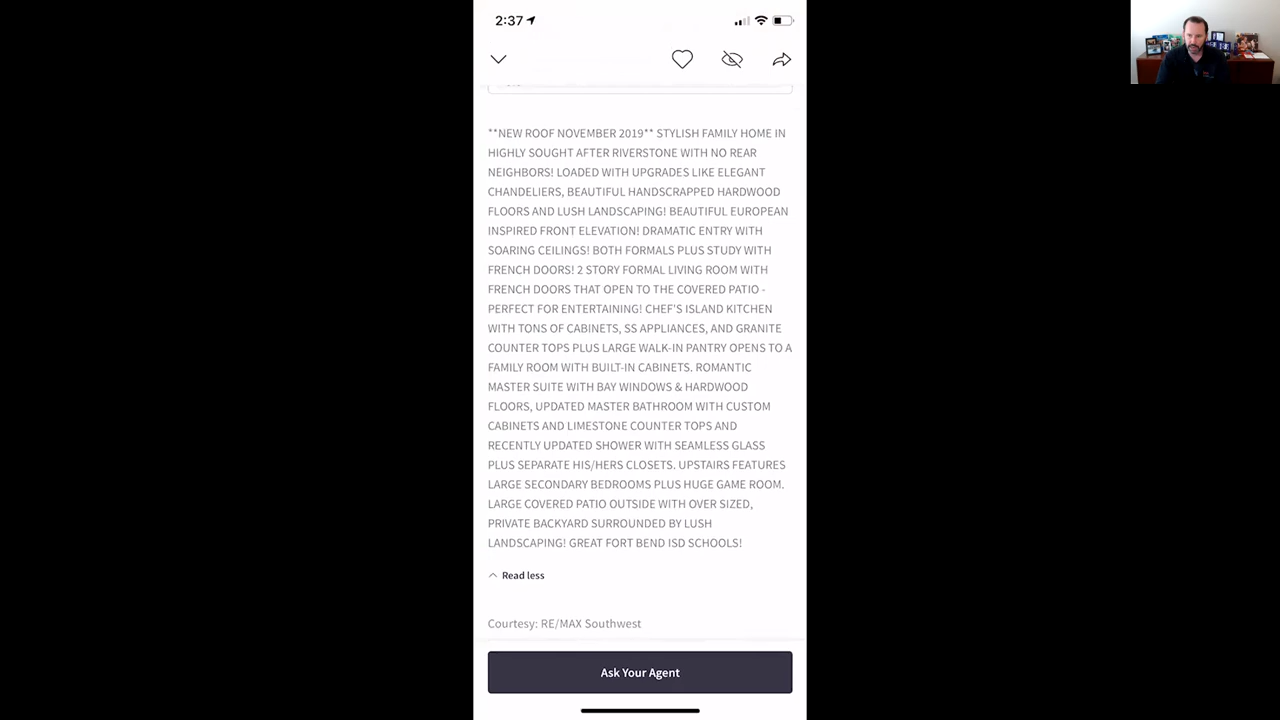 2:37
**NEW ROOF NOVEMBER 2019** STYLISH FAMILY HOME IN
HIGHLY SOUGHT AFTER RIVERSTONE WITH NO REAR
NEIGHBORS! LOADED WITH UPGRADES LIKE ELEGANT
CHANDELIERS, BEAUTIFUL HANDSCRAPPED HARDWOOD
FLOORS AND LUSH LANDSCAPING! BEAUTIFUL EUROPEAN
INSPIRED FRONT ELEVATION! DRAMATIC ENTRY WITH
SOARING CEILINGS! BOTH FORMALS PLUS STUDY WITH
FRENCH DOORS! 2 STORY FORMAL LIVING ROOM WITH
FRENCH DOORS THAT OPEN TO THE COVERED PATIO -
PERFECT FOR ENTERTAINING! CHEF'S ISLAND KITCHEN
WITH TONS OF CABINETS, SS APPLIANCES, AND GRANITE
COUNTER TOPS PLUS LARGE WALK-IN PANTRY OPENS TO A
FAMILY ROOM WITH BUILT-IN CABINETS. ROMANTIC
MASTER SUITE WITH BAY WINDOWS & HARDWOOD
FLOORS, UPDATED MASTER BATHROOM WITH CUSTOM
CABINETS AND LIMESTONE COUNTER TOPS AND
RECENTLY UPDATED SHOWER WITH SEAMLESS GLASS
PLUS SEPARATE HIS/HERS CLOSETS. UPSTAIRS FEATURES
LARGE SECONDARY BEDROOMS PLUS HUGE GAME ROOM.
LARGE COVERED PATIO OUTSIDE WITH OVER SIZED,
PRIVATE BACKYARD SURROUNDED BY LUSH
LANDSCAPING! GREAT FORT BEND ISD SCHOOLS!
Read less
Courtesy: RE/MAX Southwest
Ask Your Agent